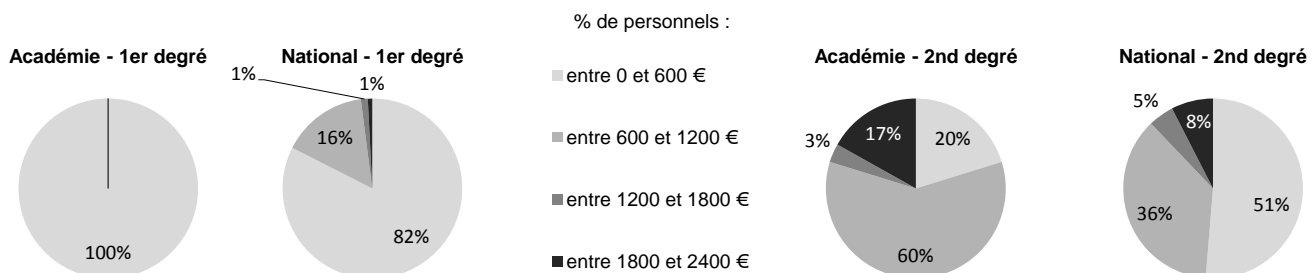 % de personnels :
Académie - 1er degré
100%
National - 1er degré
1%
1%
16%
82%
entre 0 et 600 €
entre 600 et 1200 €
entre 1200 et 1800 €
entre 1800 et 2400 €
Académie - 2nd degré
3%
17%
20%
60%
National - 2nd degré
5%
8%
36%
51%